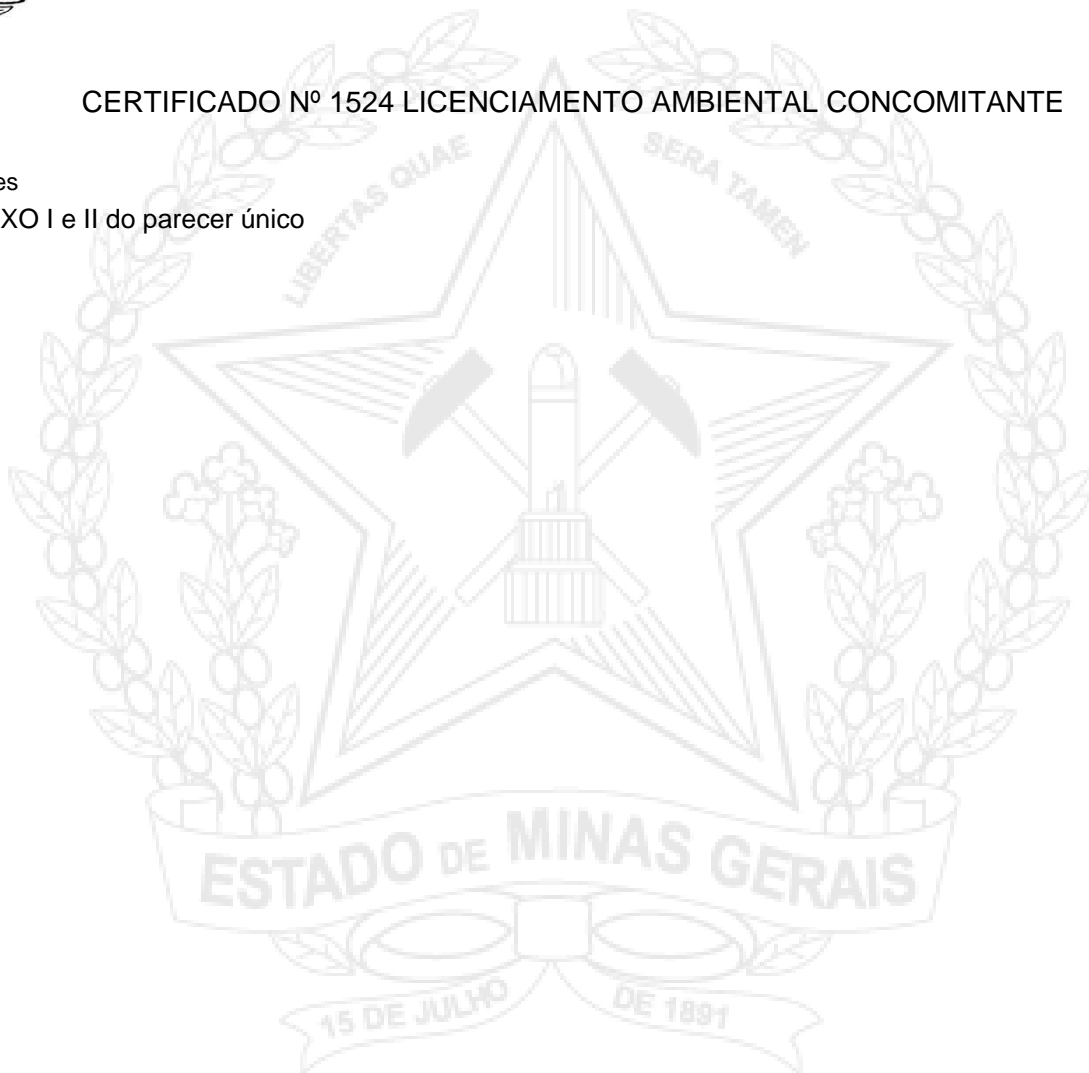 CERTIFICADO Nº 1524 LICENCIAMENTO AMBIENTAL CONCOMITANTE
es
XO I e II do parecer único
LIBERTAS QUAE SERA TAMEN
ESTADO DE MINAS GERAIS
15 DE JULHO DE 1891